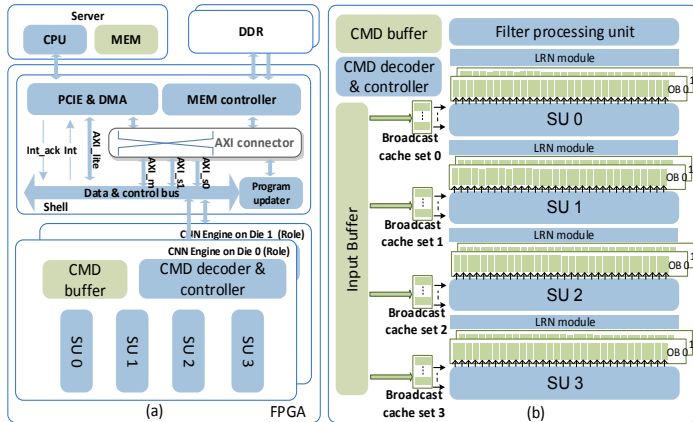 Server
CPU
MEM
DDR
PCIE & DMA
MEM controller
AXI connector
Int_ack
Int
AXI_lite
AXI_m
AXI_s1
AXI_s0
Data & control bus
Program
updater
Shell
CNN Engine on Die 1 (Role)
CNN Engine on Die 0 (Role)
CMD
buffer
CMD decoder &
controller
SU 0
SU 1
SU 2
SU 3
(a)
FPGA
CMD buffer
Filter processing unit
CMD decoder
& controller
LRN module
1
OB 0
SU 0
Input Buffer
Broadcast
cache set 0
LRN module
1
OB 0
SU 1
Broadcast
cache set 1
LRN module
1
OB 0
SU 2
Broadcast
cache set 2
LRN module
1
OB 0
SU 3
Broadcast
cache set 3
(b)